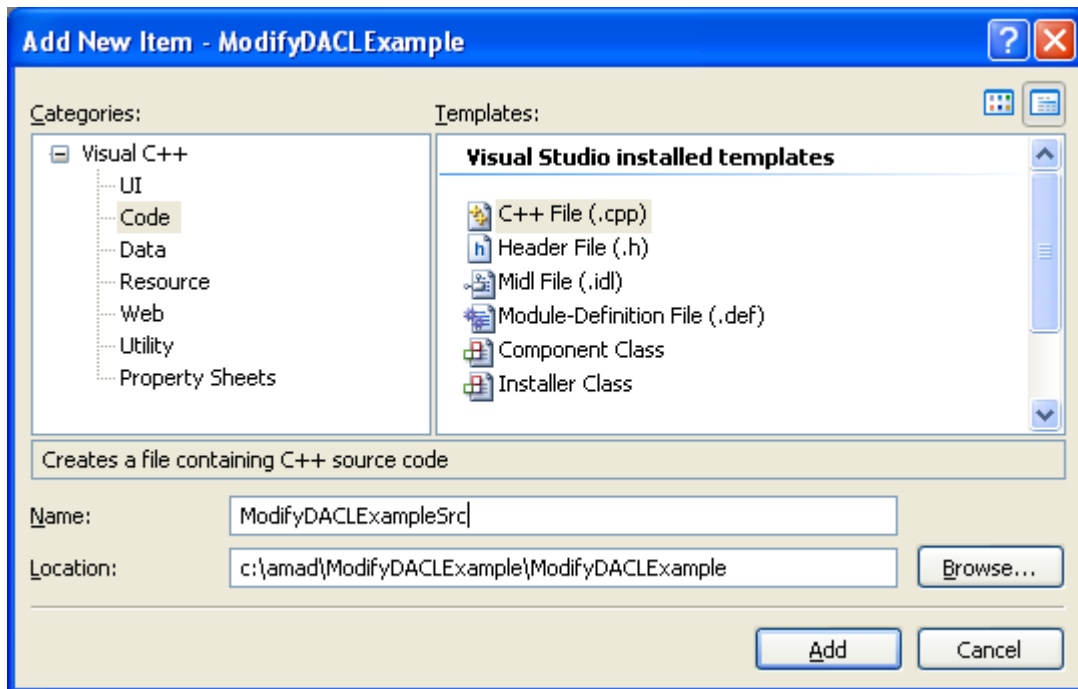 Add New Item - ModifyDACLExample
Categories:
Templates:
Visual C++
UI
Code
Data
Resource
Web
Utility
Property Sheets
Visual Studio installed templates
C++ File (.cpp)
Header File (.h)
Midl File (.idl)
Module-Definition File (.def)
Component Class
Installer Class
Creates a file containing C++ source code
Name: ModifyDACLExampleSrc
Location: c:\amad\ModifyDACLExample\ModifyDACLExample Browse...
Add Cancel